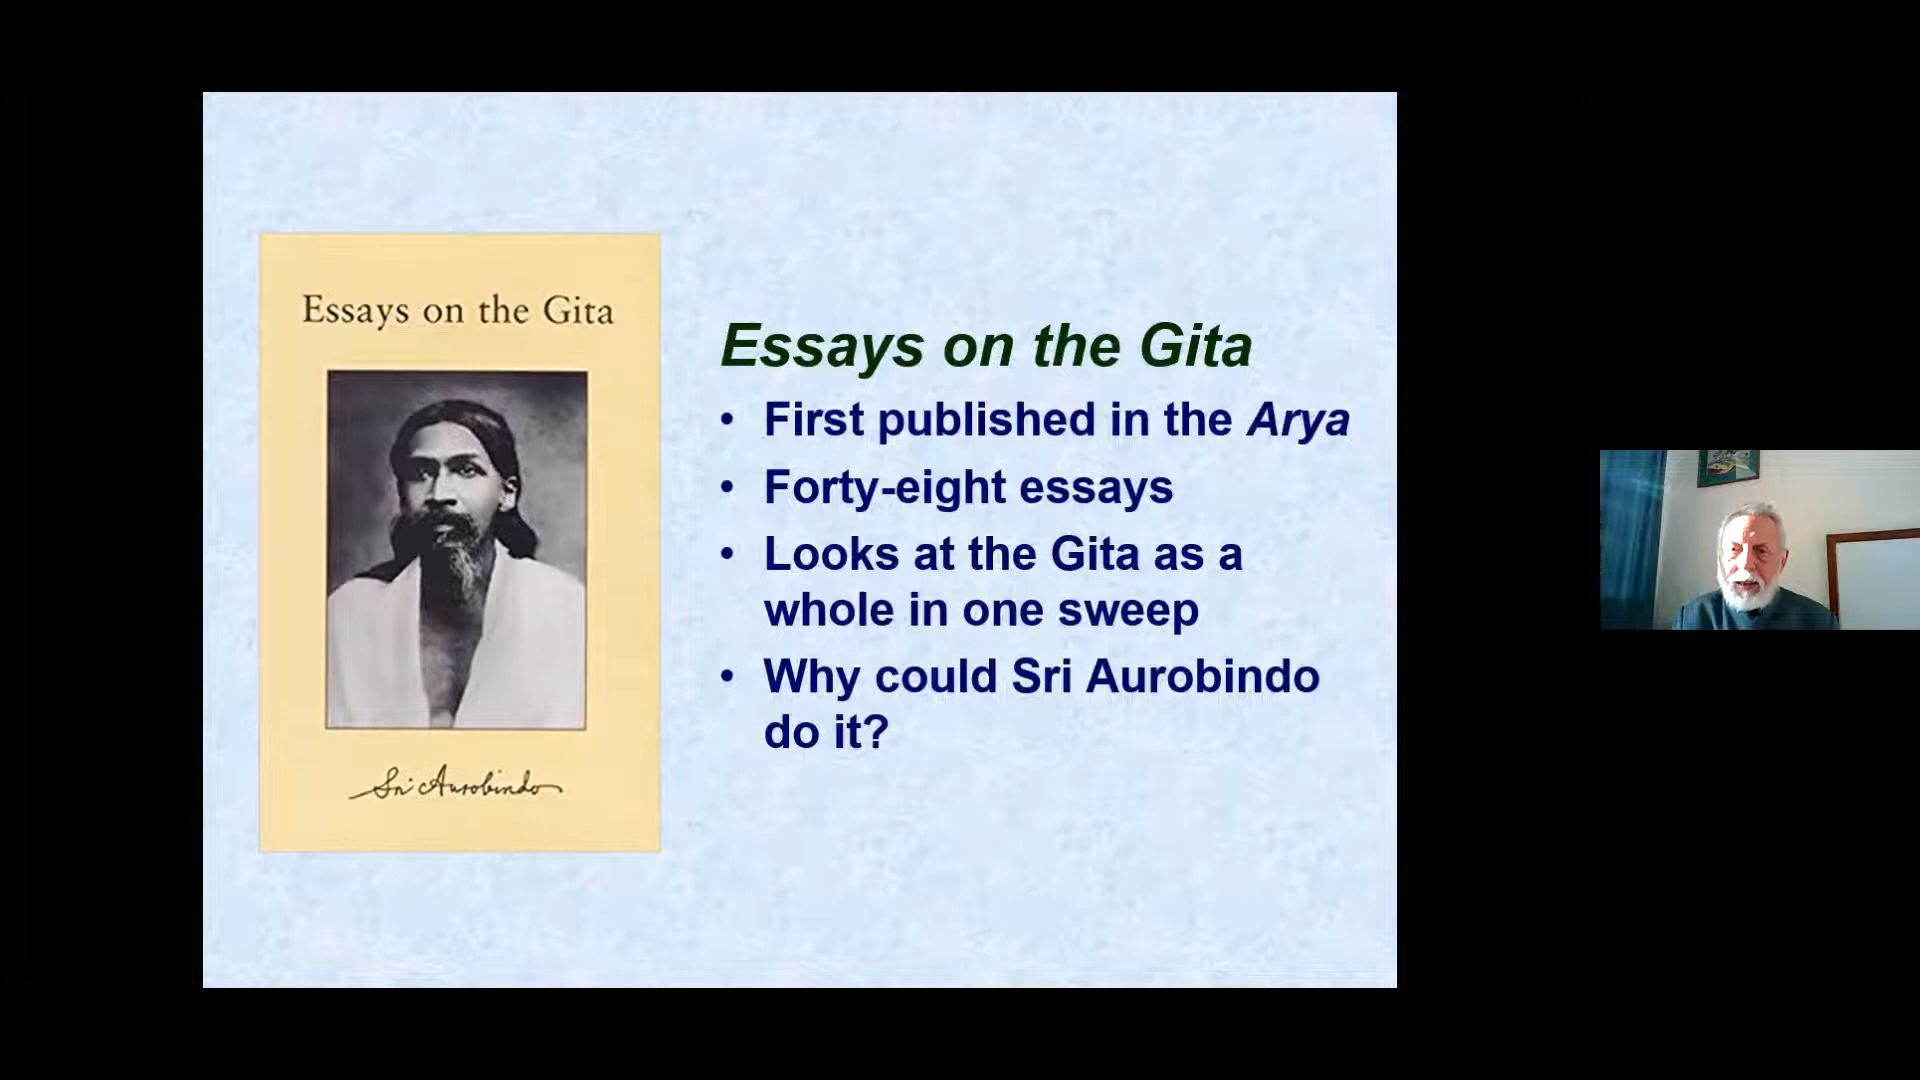 Essays on the Gita
Sri Aurobindo
Essays on the Gita
• First published in the Arya
• Forty-eight essays
• Looks at the Gita as a
whole in one sweep
• Why could Sri Aurobindo
do it?